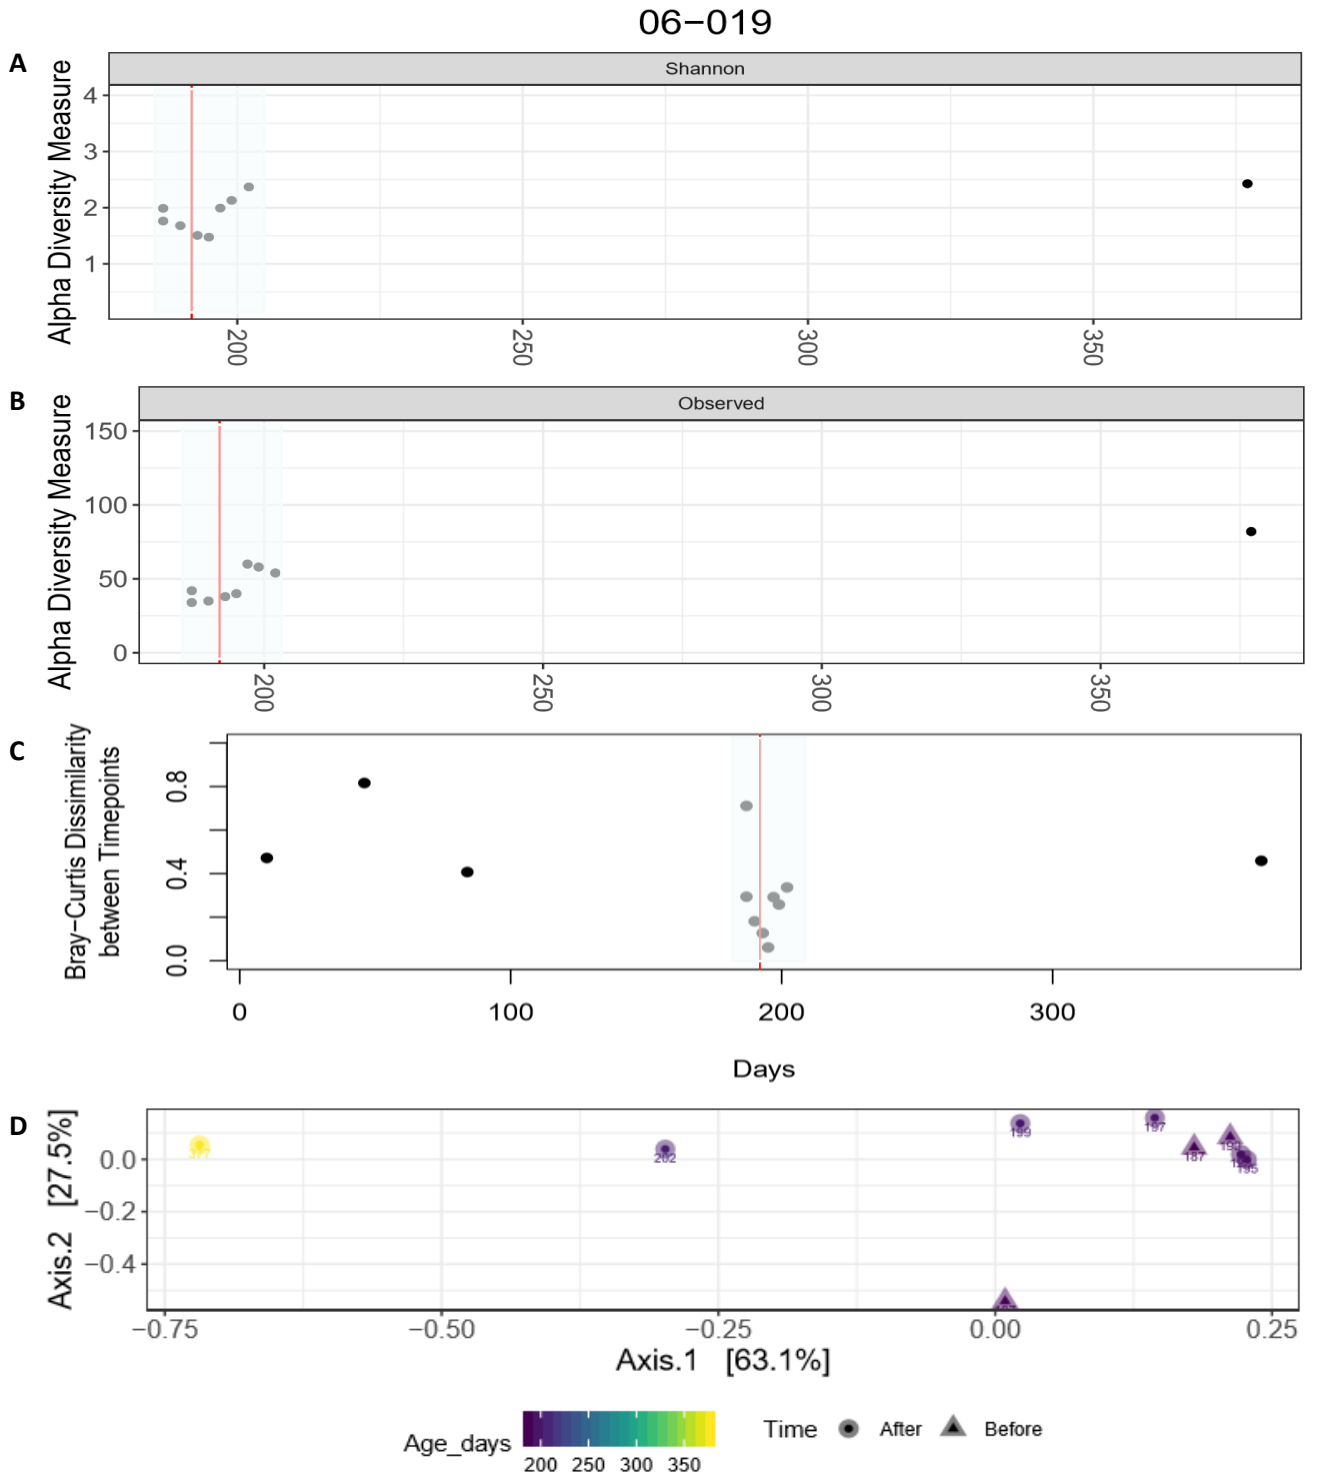 06−019
A
Shannon
Alpha Diversity Measure
4
3
2
1
200
250
300
350
B
Observed
Alpha Diversity Measure
150
100
50
0
200
250
300
350
C
Bray−Curtis Dissimilarity
between Timepoints
0.8
0.4
0.0
0
100
200
300
Days
D
Axis.2 [27.5%]
0.0
−0.2
−0.4
377
202
199
197
187
195
−0.75
−0.50
−0.25
0.00
0.25
Axis.1 [63.1%]
Age_days
200 250 300 350
Time After Before